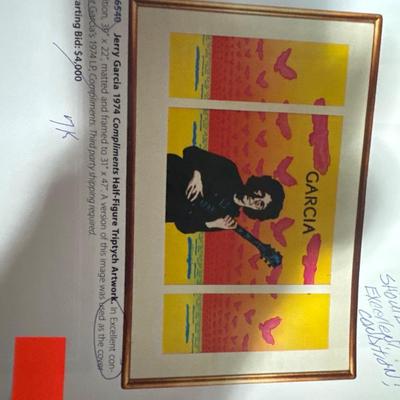 6540 Jerry Garcia 1974 Compliments Half-Figure Triptych Artwork. In Excellent con-
ition, 39" x 22", matted and framed to 31" x 47". A version of this image was used as the cover
Garcia's 1974 LP, Compliments. Third party shipping required.
arting Bid: $4,000
7K
GARCIA
EXCELLENT
CONDITION!